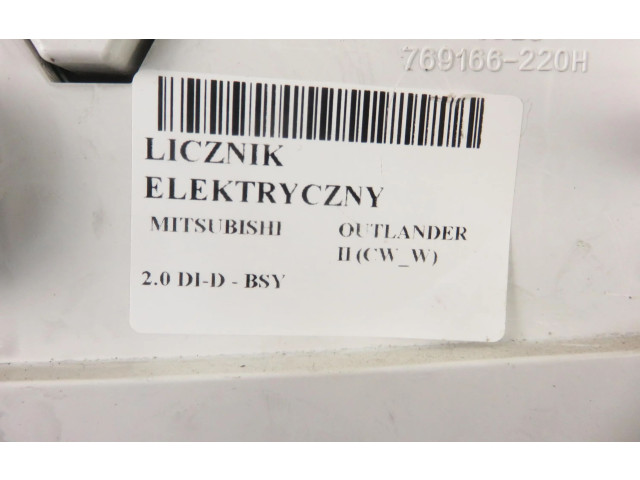 769166-220H
LICZNIK
ELEKTRYCZNY
MITSUBISHI OUTLANDER
II (CW_W)
2.0 DI-D - BSY